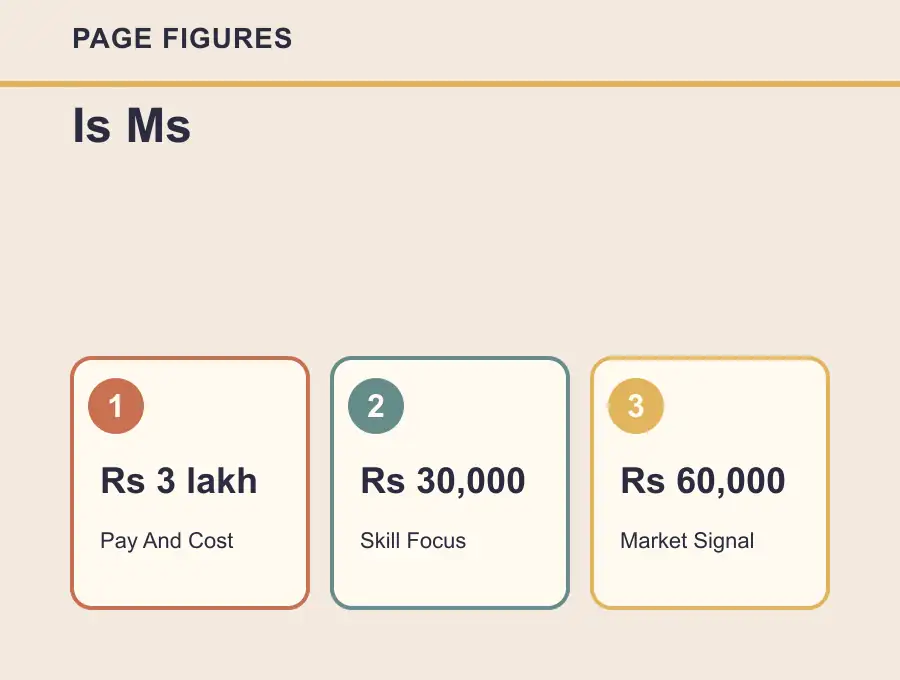 PAGE FIGURES
Is Ms
1
2
3
Rs 3 lakh
Rs 30,000
Rs 60,000
Pay And Cost
Skill Focus
Market Signal